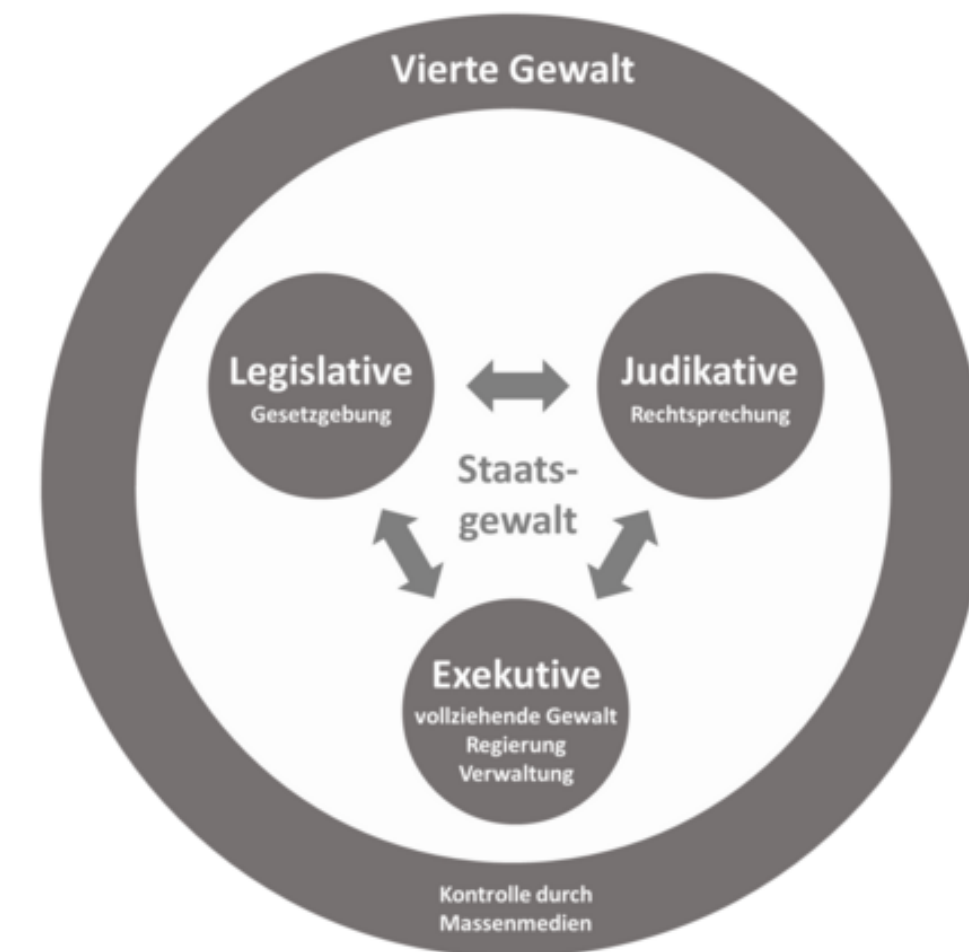 Vierte Gewalt
Legislative
Gesetzgebung
Judikative
Rechtsprechung
Staats-
gewalt
Exekutive
vollziehende Gewalt
Regierung
Verwaltung
Kontrolle durch
Massenmedien